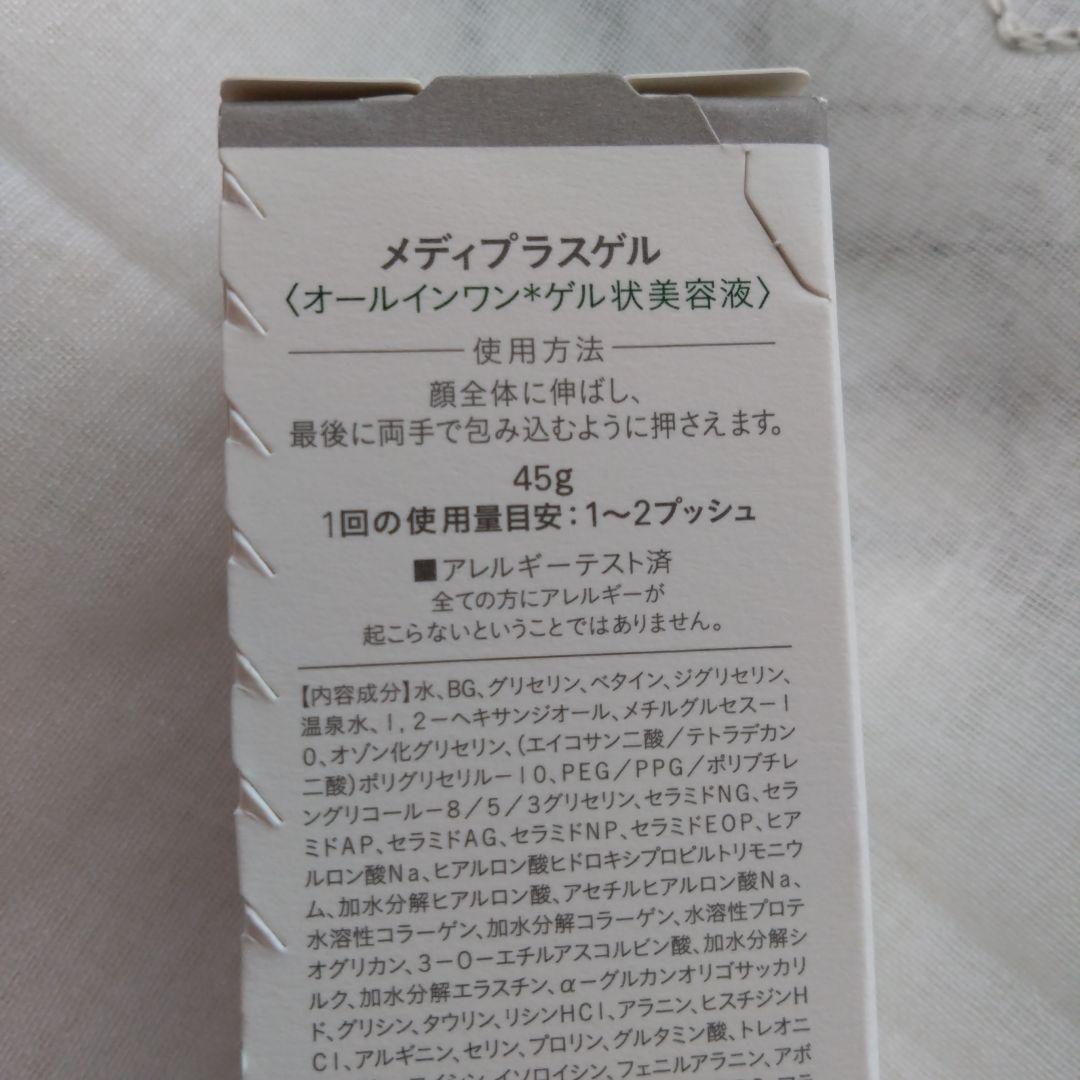 メディプラスゲル
〈オールインワン*ゲル状美容液〉
使用方法
顔全体に伸ばし、
最後に両手で包み込むように押さえます。
45g
1回の使用量目安：1〜2プッシュ
■アレルギーテスト済
全ての方にアレルギーが
起こらないということではありません。
【内容成分】水、BG、グリセリン、ベタイン、ジグリセリン、
温泉水、1，2－ヘキサンジオール、メチルグルセス－1
0、オゾン化グリセリン、（エイコサン二酸／テトラデカン
二酸）ポリグリセリル－10、PEG／PPG／ポリブチレ
ングリコール－8／5／3グリセリン、セラミドNG、セラ
ミドAP、セラミドAG、セラミドNP、セラミドEOP、ヒア
ルロン酸Na、ヒアルロン酸ヒドロキシプロピルトリモニウ
ム、加水分解ヒアルロン酸、アセチルヒアルロン酸Na、
水溶性コラーゲン、加水分解コラーゲン、水溶性プロテ
オグリカン、3－O－エチルアスコルビン酸、加水分解シ
ルク、加水分解エラスチン、α－グルカンオリゴサッカリ
ド、グリシン、タウリン、リシンHCl、アラニン、ヒスチジンH
Cl、アルギニン、セリン、プロリン、グルタミン酸、トレオニ
イソロイシン、フェニルアラニン、アボ